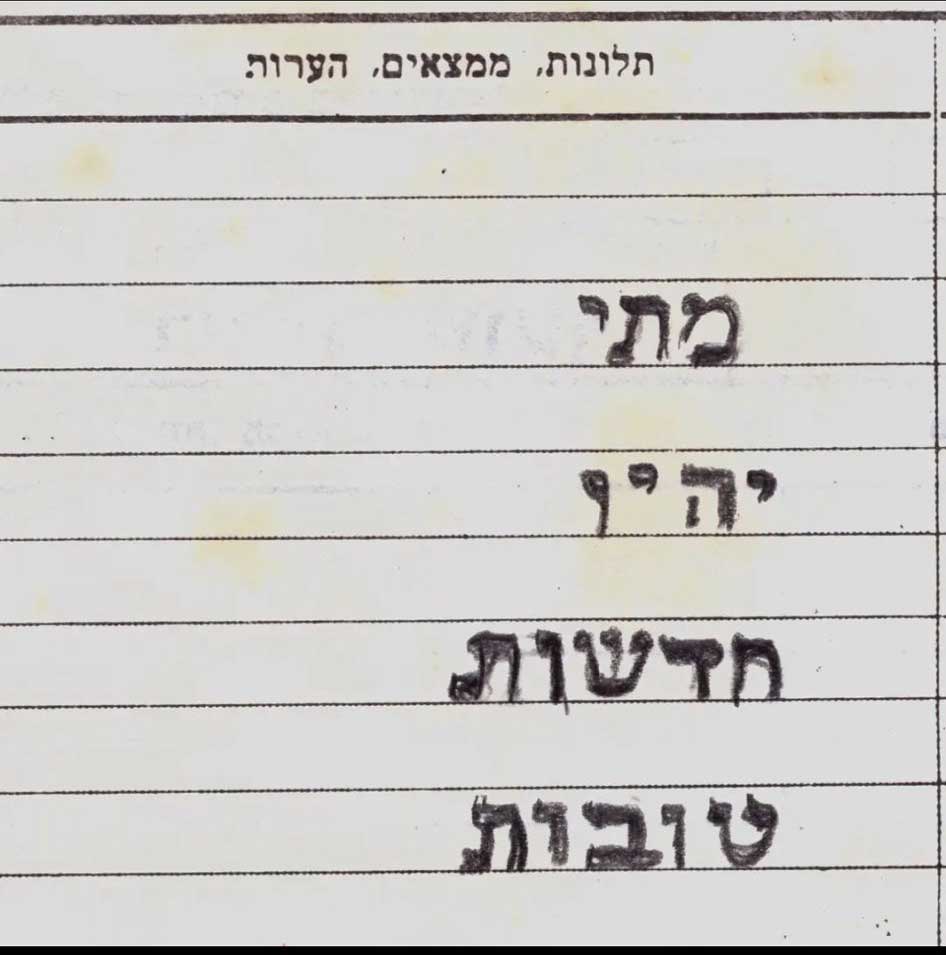 תלונות, ממצאים, הערות
מתי
יהיו
חדשות
טובות